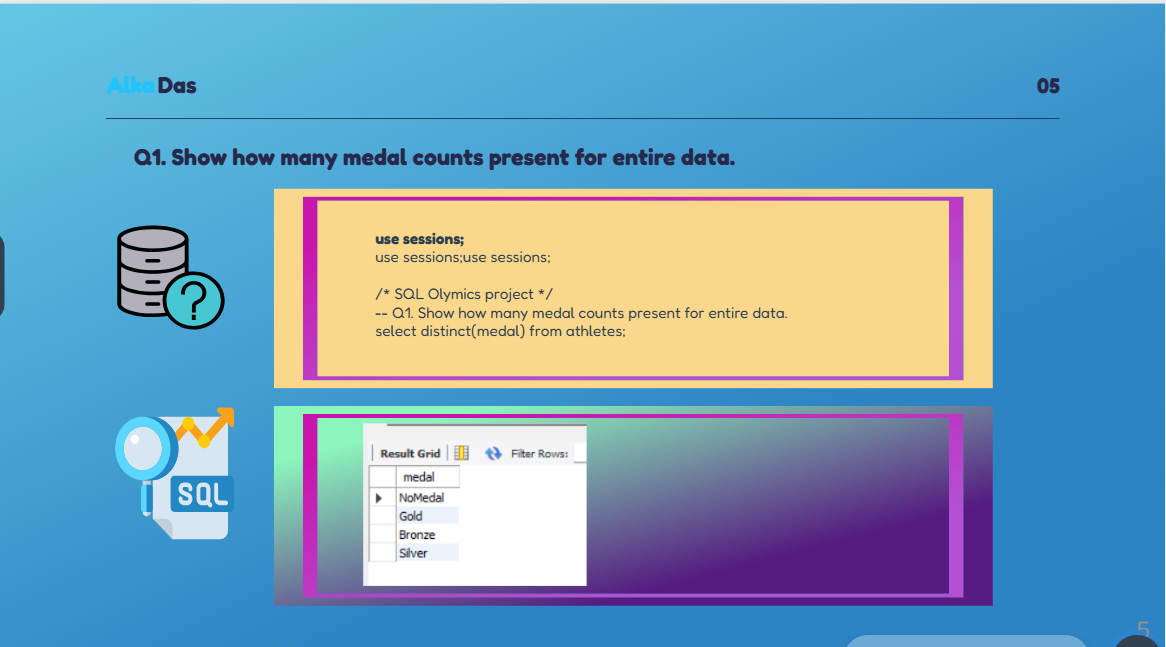 Alka Das
05
Q1. Show how many medal counts present for entire data.
use sessions;
use sessions;use sessions;
/* SQL Olymics project */
-- Q1. Show how many medal counts present for entire data.
select distinct(medal) from athletes;
SQL
Result Grid Filter Rows:
medal
NoMedal
Gold
Bronze
Silver
5